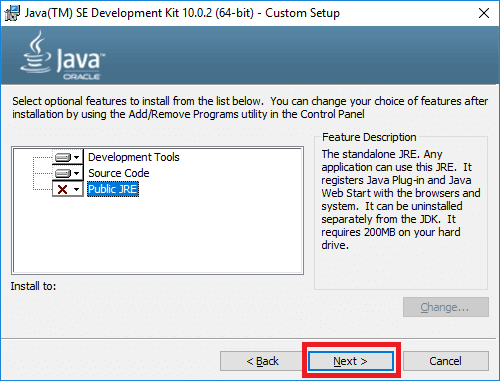 Java(TM) SE Development Kit 10.0.2 (64-bit) - Custom Setup
Java
ORACLE
Select optional features to install from the list below. You can change your choice of features after
installation by using the Add/Remove Programs utility in the Control Panel
Development Tools
Source Code
Public JRE
Feature Description
The standalone JRE. Any
application can use this JRE. It
registers Java Plug-in and Java
Web Start with the browsers and
system. It can be uninstalled
separately from the JDK. It
requires 200MB on your hard
drive.
Install to:
Change...
< Back
Next >
Cancel